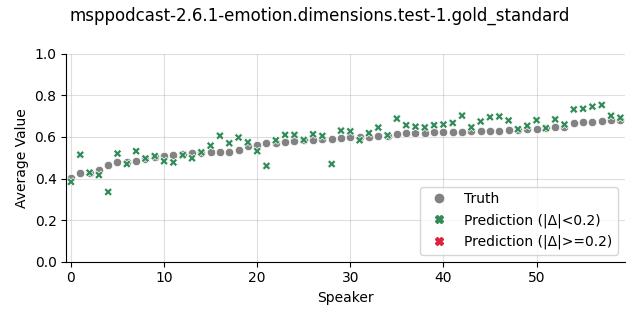 msppodcast-2.6.1-emotion.dimensions.test-1.gold_standard
1.0
0.8
0.6
0.4
0.2
0.0
Average Value
Truth
Prediction (|Δ|<0.2)
Prediction (|Δ|>=0.2)
0 10 20 30 40 50
Speaker